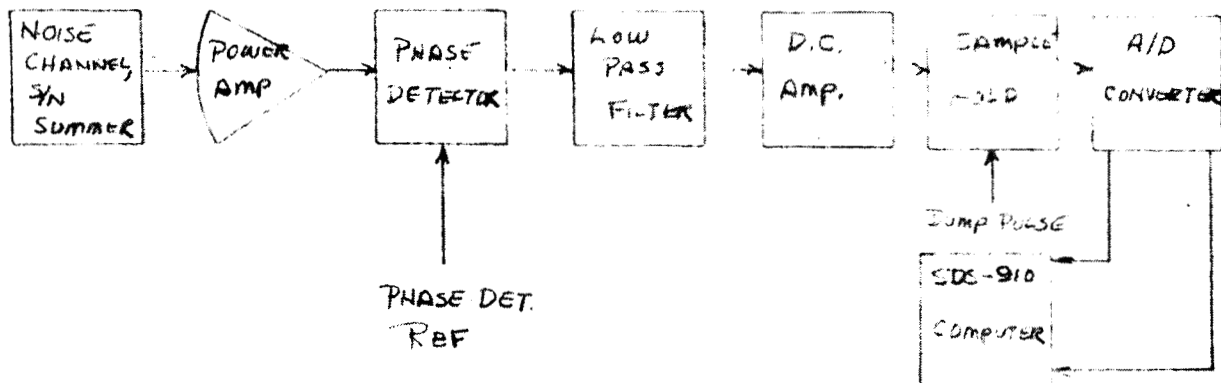 NOISE
CHANNEL,
S/N
SUMMER
POWER
AMP
PHASE
DETECTOR
LOW
PASS
FILTER
D.C.
AMP.
SAMPLE
HOLD
A/D
CONVERTER
DUMP PULSE
SDS-910
COMPUTER
PHASE DET.
REF